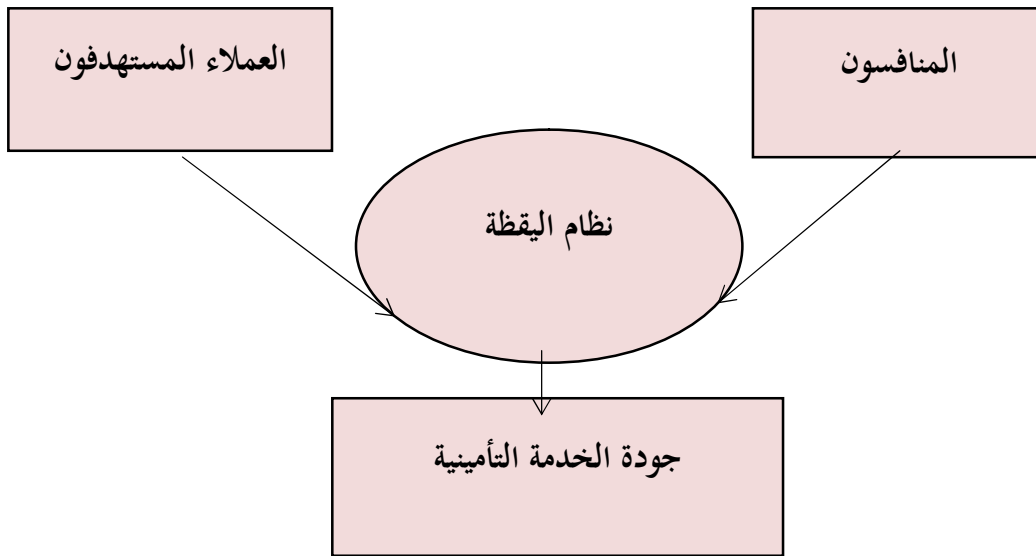 المنافسون
العملاء المستهدفون
نظام اليقظة
جودة الخدمة التأمينية